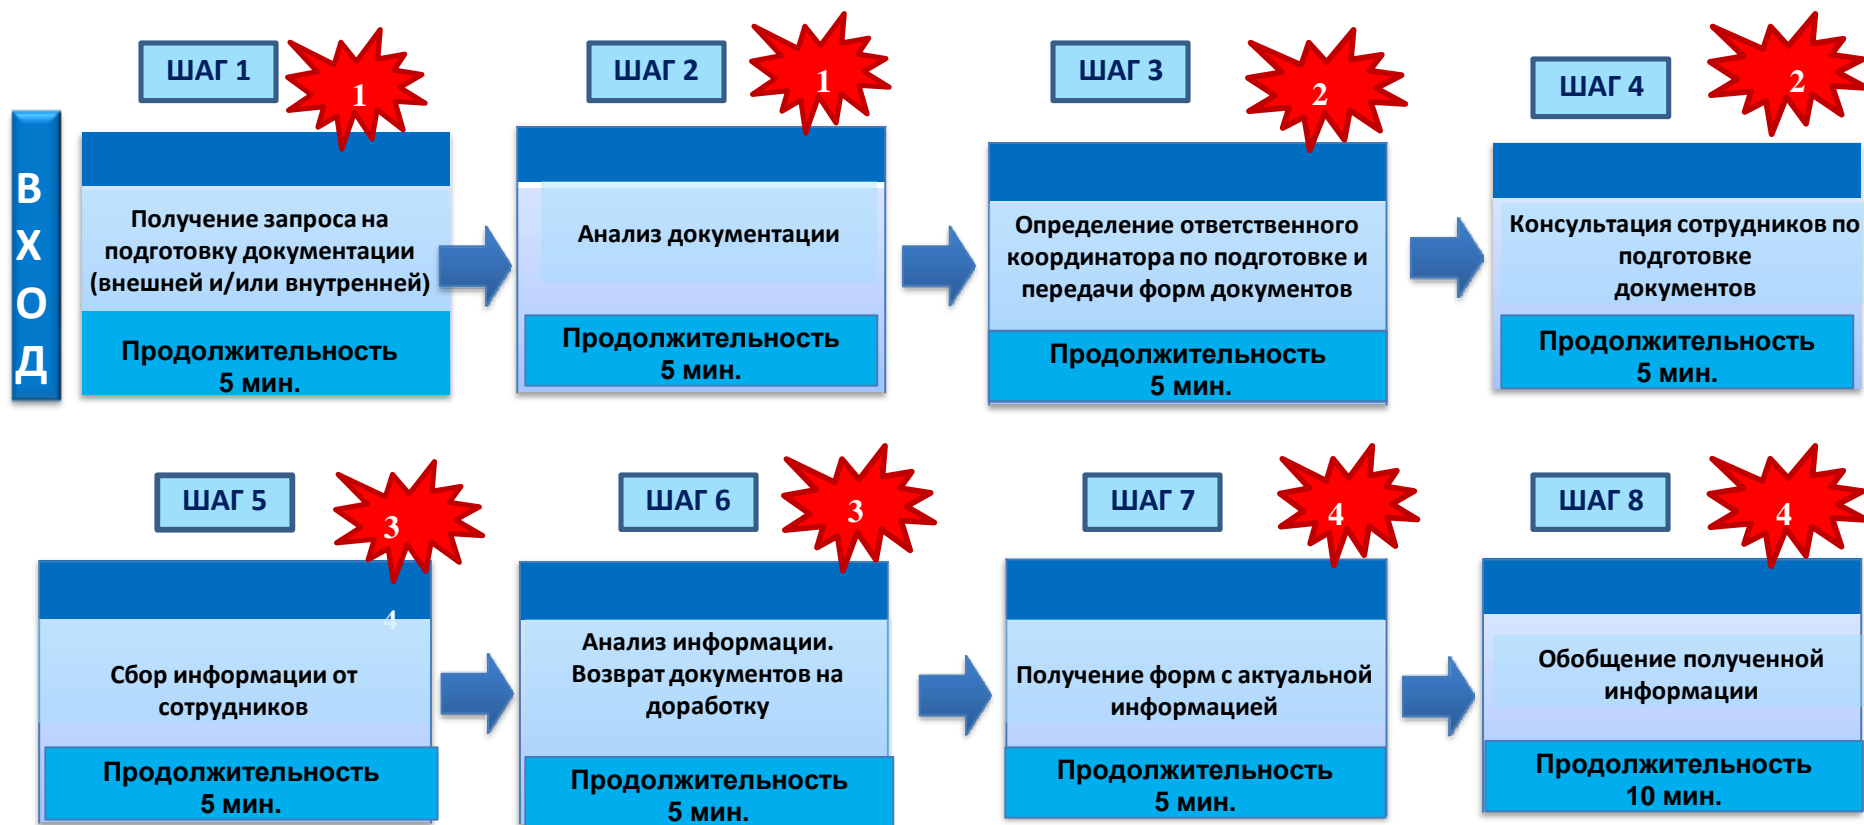 ШАГ 1
1
ШАГ 2
1
ШАГ 3
2
ШАГ 4
2
ВХОД
Получение запроса на
подготовку документации
(внешней и/или внутренней)
Продолжительность
5 мин.
Анализ документации
Продолжительность
5 мин.
Определение ответственного
координатора по подготовке и
передачи форм документов
Продолжительность
5 мин.
Консультация сотрудников по
подготовке
документов
Продолжительность
5 мин.
ШАГ 5
3
4
ШАГ 6
3
ШАГ 7
4
ШАГ 8
4
Сбор информации от
сотрудников
Продолжительность
5 мин.
Анализ информации.
Возврат документов на
доработку
Продолжительность
5 мин.
Получение форм с актуальной
информацией
Продолжительность
5 мин.
Обобщение полученной
информации
Продолжительность
10 мин.